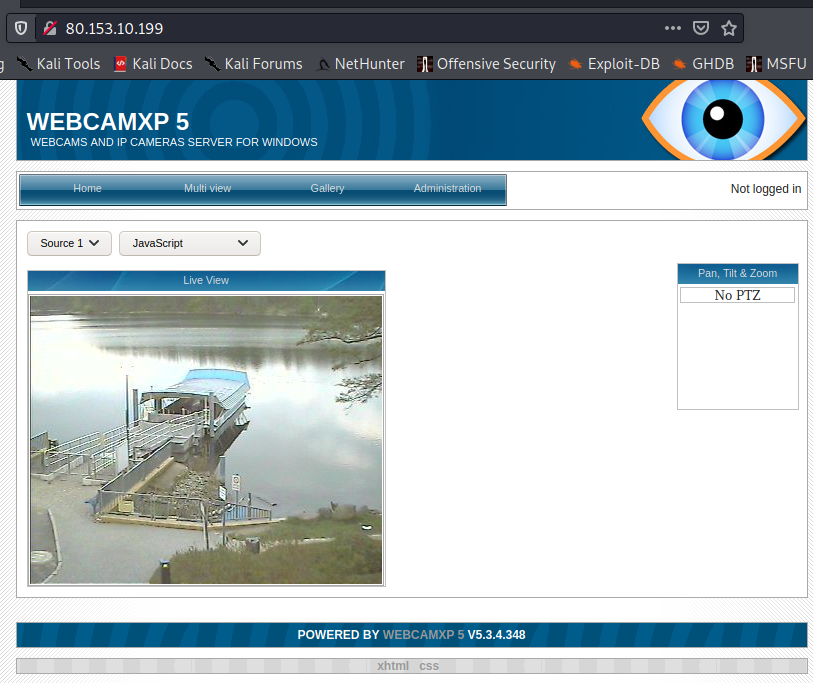 80.153.10.199
Kali Tools Kali Docs Kali Forums NetHunter Offensive Security Exploit-DB GHDB MSFU
WEBCAMXP 5
WEBCAMS AND IP CAMERAS SERVER FOR WINDOWS
Home Multi view Gallery Administration Not logged in
Source 1 JavaScript
Live View
Pan, Tilt & Zoom
No PTZ
POWERED BY WEBCAMXP 5 V5.3.4.348
xhtml css